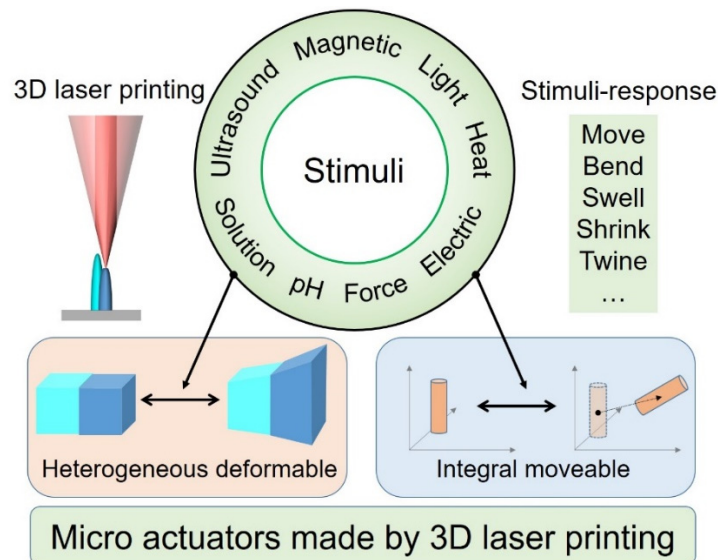 3D laser printing
Ultrasound
Magnetic
Light
Heat
Electric
Force
pH
Solution
Stimuli
Stimuli-response
Move
Bend
Swell
Shrink
Twine
...
Heterogeneous deformable
Integral moveable
Micro actuators made by 3D laser printing